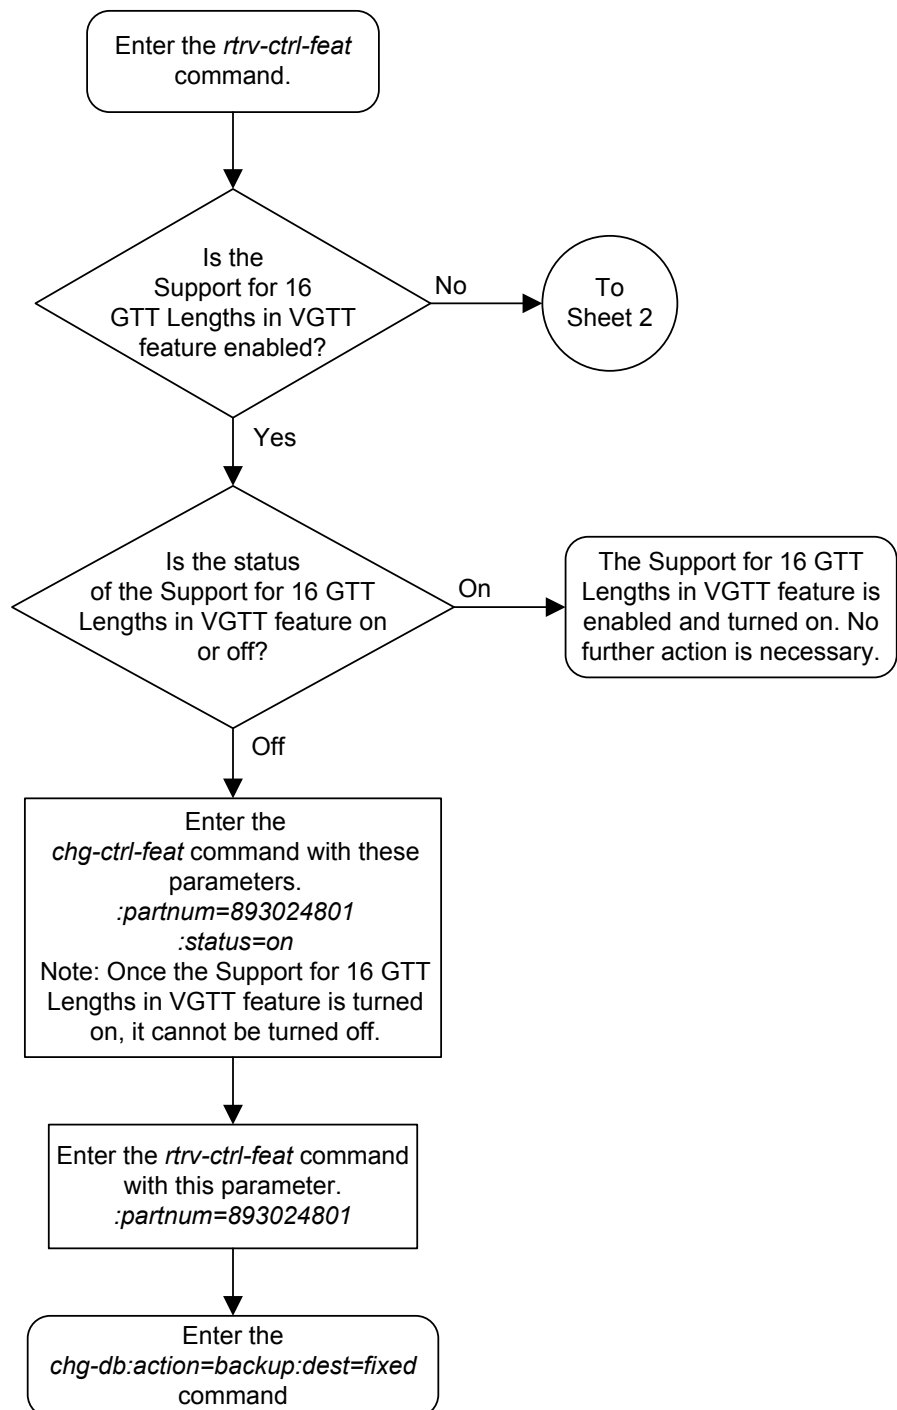 Enter the rtrv-ctrl-feat
command.
Is the
Support for 16
GTT Lengths in VGTT
feature enabled?
No
To
Sheet 2
Yes
Is the status
of the Support for 16 GTT
Lengths in VGTT feature on
or off?
On
The Support for 16 GTT
Lengths in VGTT feature is
enabled and turned on. No
further action is necessary.
Off
Enter the
chg-ctrl-feat command with these
parameters.
:partnum=893024801
:status=on
Note: Once the Support for 16 GTT
Lengths in VGTT feature is turned
on, it cannot be turned off.
Enter the rtrv-ctrl-feat command
with this parameter.
:partnum=893024801
Enter the
chg-db:action=backup:dest=fixed
command